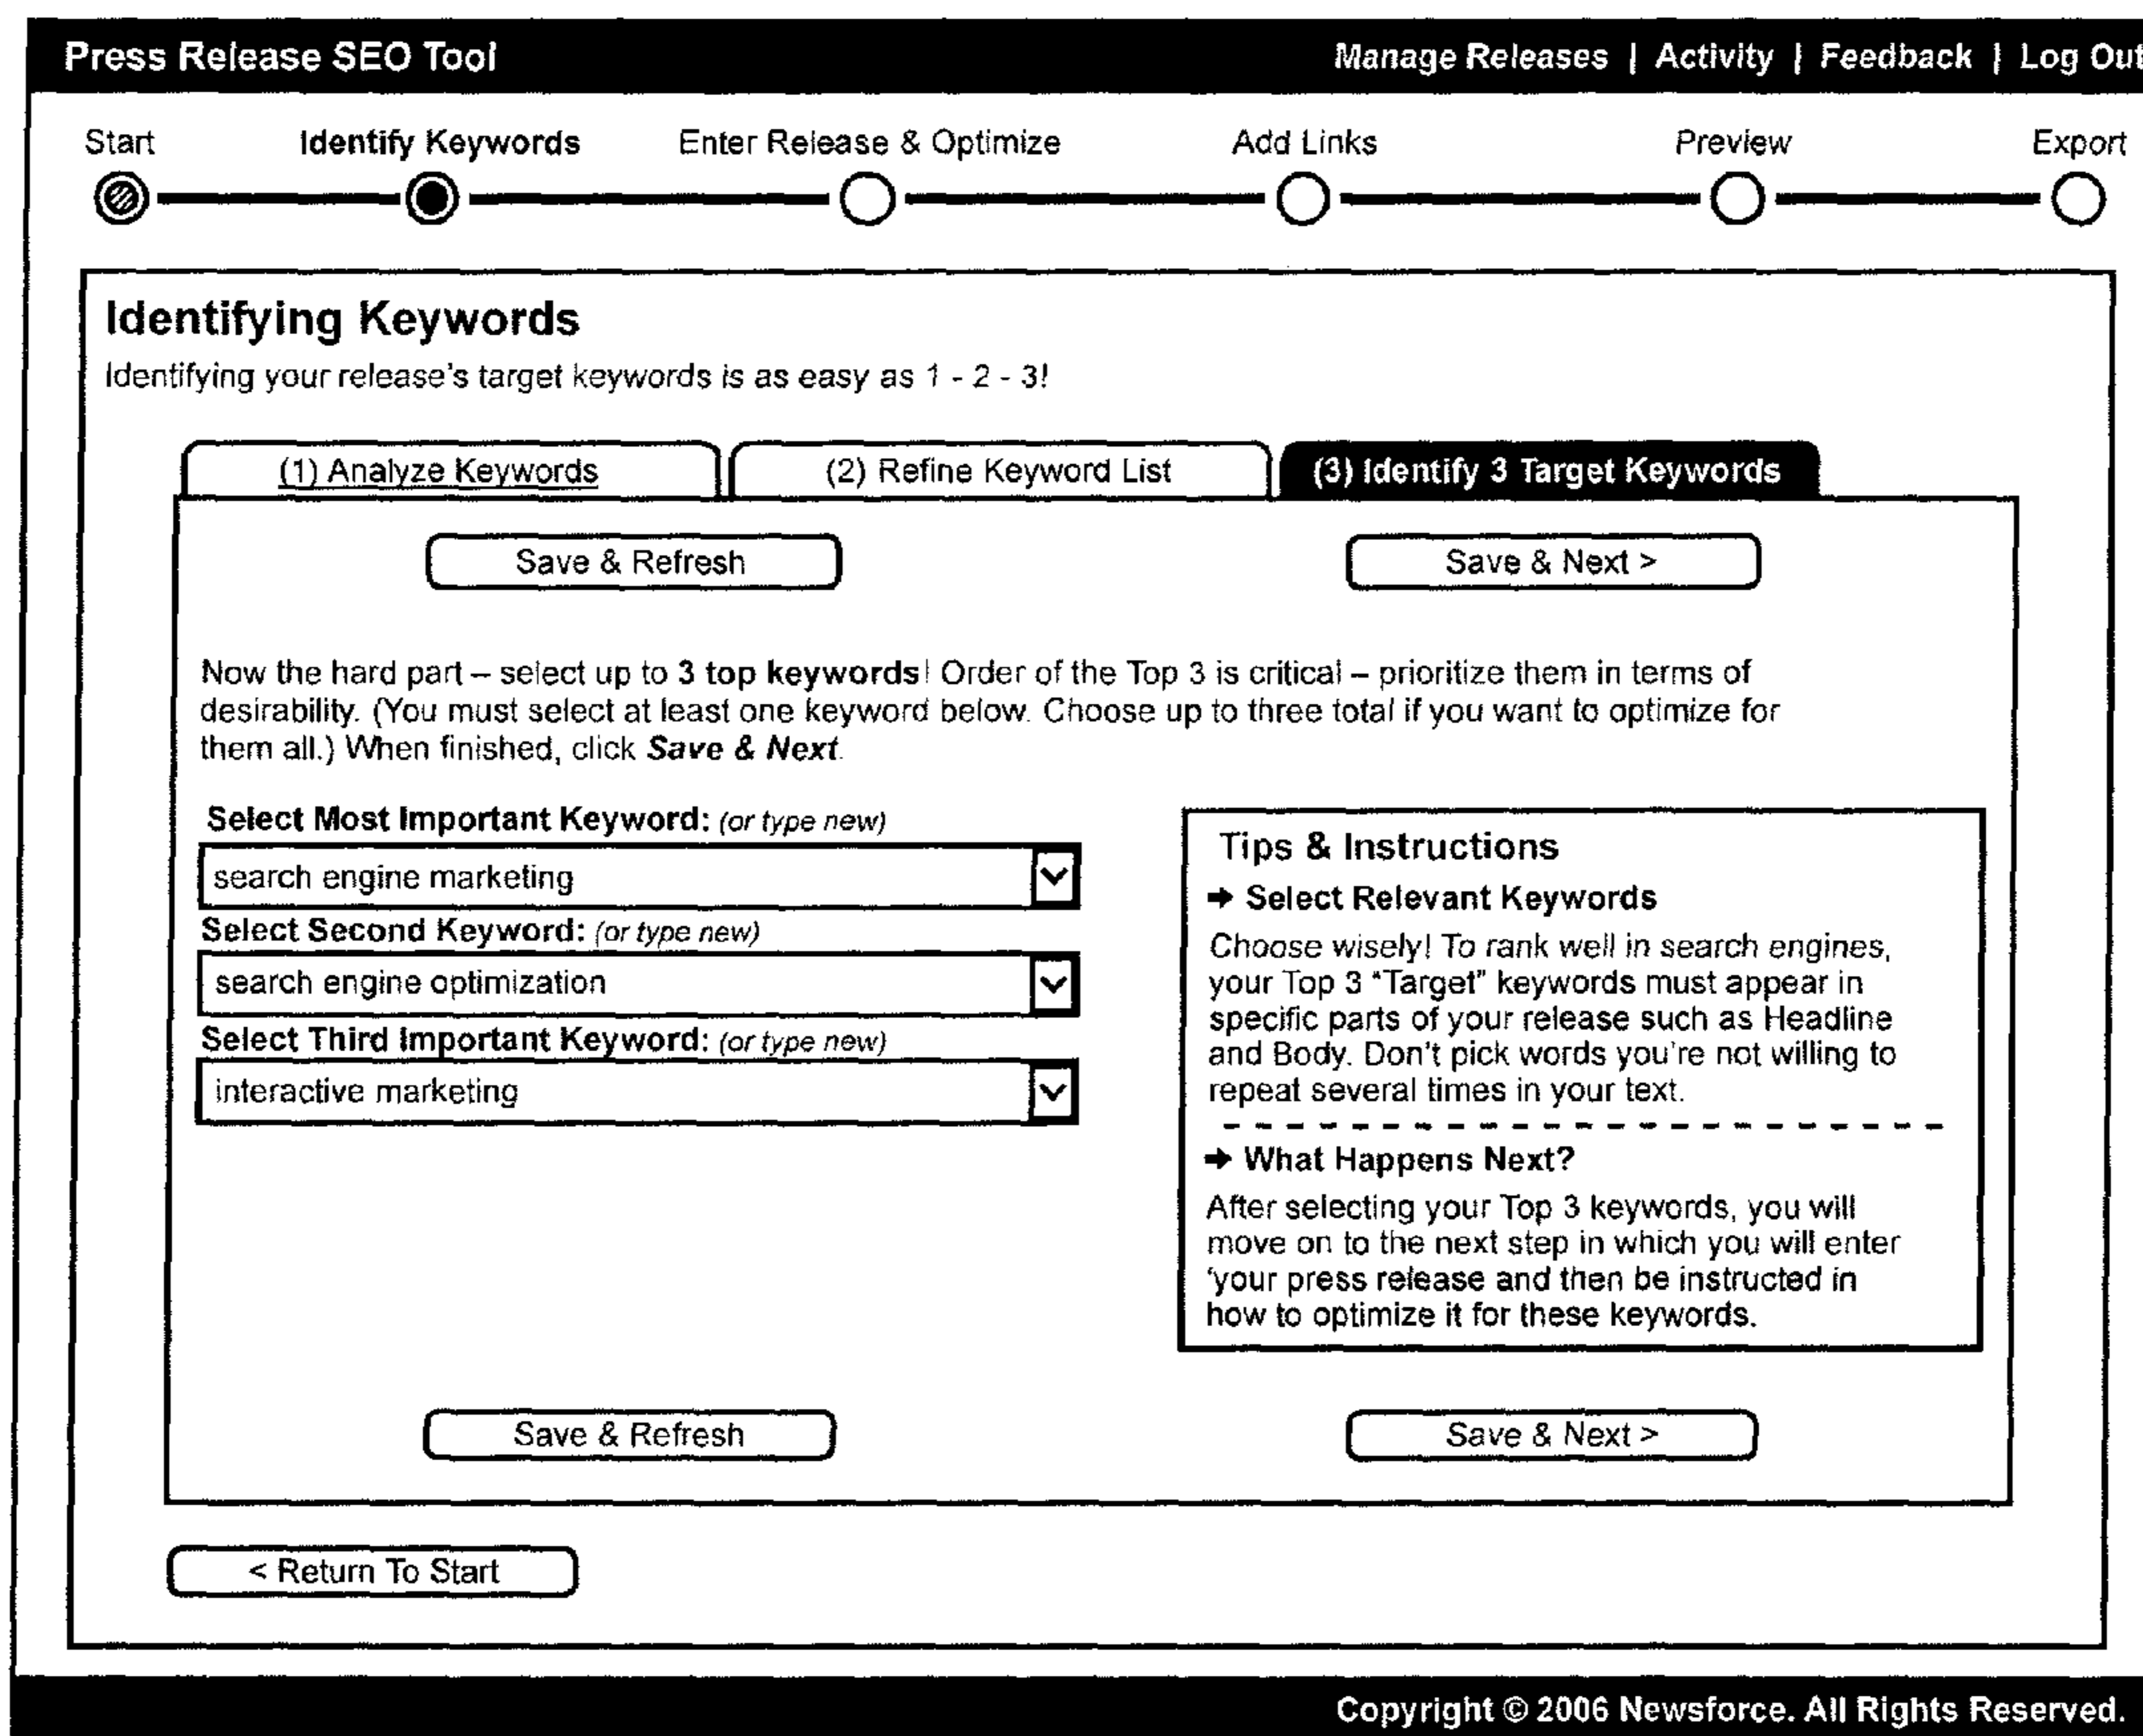 Press Release SEO Tool
Manage Releases | Activity | Feedback | Log Out
Start Identify Keywords Enter Release & Optimize Add Links Preview Export
Identifying Keywords
Identifying your release's target keywords is as easy as 1 - 2 - 3!
(1) Analyze Keywords (2) Refine Keyword List (3) Identify 3 Target Keywords
Save & Refresh Save & Next >
Now the hard part – select up to 3 top keywords! Order of the Top 3 is critical – prioritize them in terms of
desirability. (You must select at least one keyword below. Choose up to three total if you want to optimize for
them all.) When finished, click Save & Next.
Select Most Important Keyword: (or type new)
search engine marketing
Select Second Keyword: (or type new)
search engine optimization
Select Third Important Keyword: (or type new)
interactive marketing
Tips & Instructions
➔ Select Relevant Keywords
Choose wisely! To rank well in search engines,
your Top 3 "Target" keywords must appear in
specific parts of your release such as Headline
and Body. Don't pick words you're not willing to
repeat several times in your text.
➔ What Happens Next?
After selecting your Top 3 keywords, you will
move on to the next step in which you will enter
'your press release and then be instructed in
how to optimize it for these keywords.
Save & Refresh Save & Next >
< Return To Start
Copyright © 2006 Newsforce. All Rights Reserved.